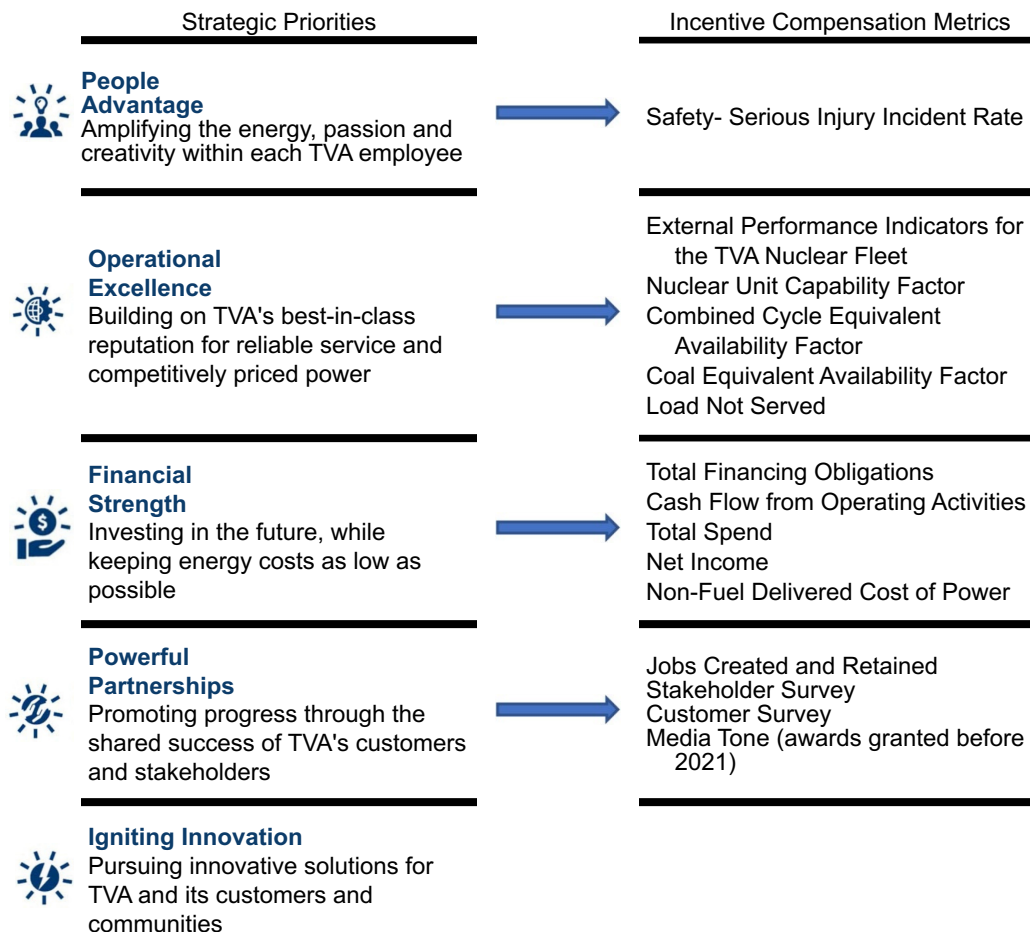 Strategic Priorities
Incentive Compensation Metrics
People
Advantage
Amplifying the energy, passion and
creativity within each TVA employee
Safety- Serious Injury Incident Rate
Operational
Excellence
Building on TVA's best-in-class
reputation for reliable service and
competitively priced power
External Performance Indicators for
the TVA Nuclear Fleet
Nuclear Unit Capability Factor
Combined Cycle Equivalent
Availability Factor
Coal Equivalent Availability Factor
Load Not Served
Financial
Strength
Investing in the future, while
keeping energy costs as low as
possible
Total Financing Obligations
Cash Flow from Operating Activities
Total Spend
Net Income
Non-Fuel Delivered Cost of Power
Powerful
Partnerships
Promoting progress through the
shared success of TVA's customers
and stakeholders
Jobs Created and Retained
Stakeholder Survey
Customer Survey
Media Tone (awards granted before
2021)
Igniting Innovation
Pursuing innovative solutions for
TVA and its customers and
communities